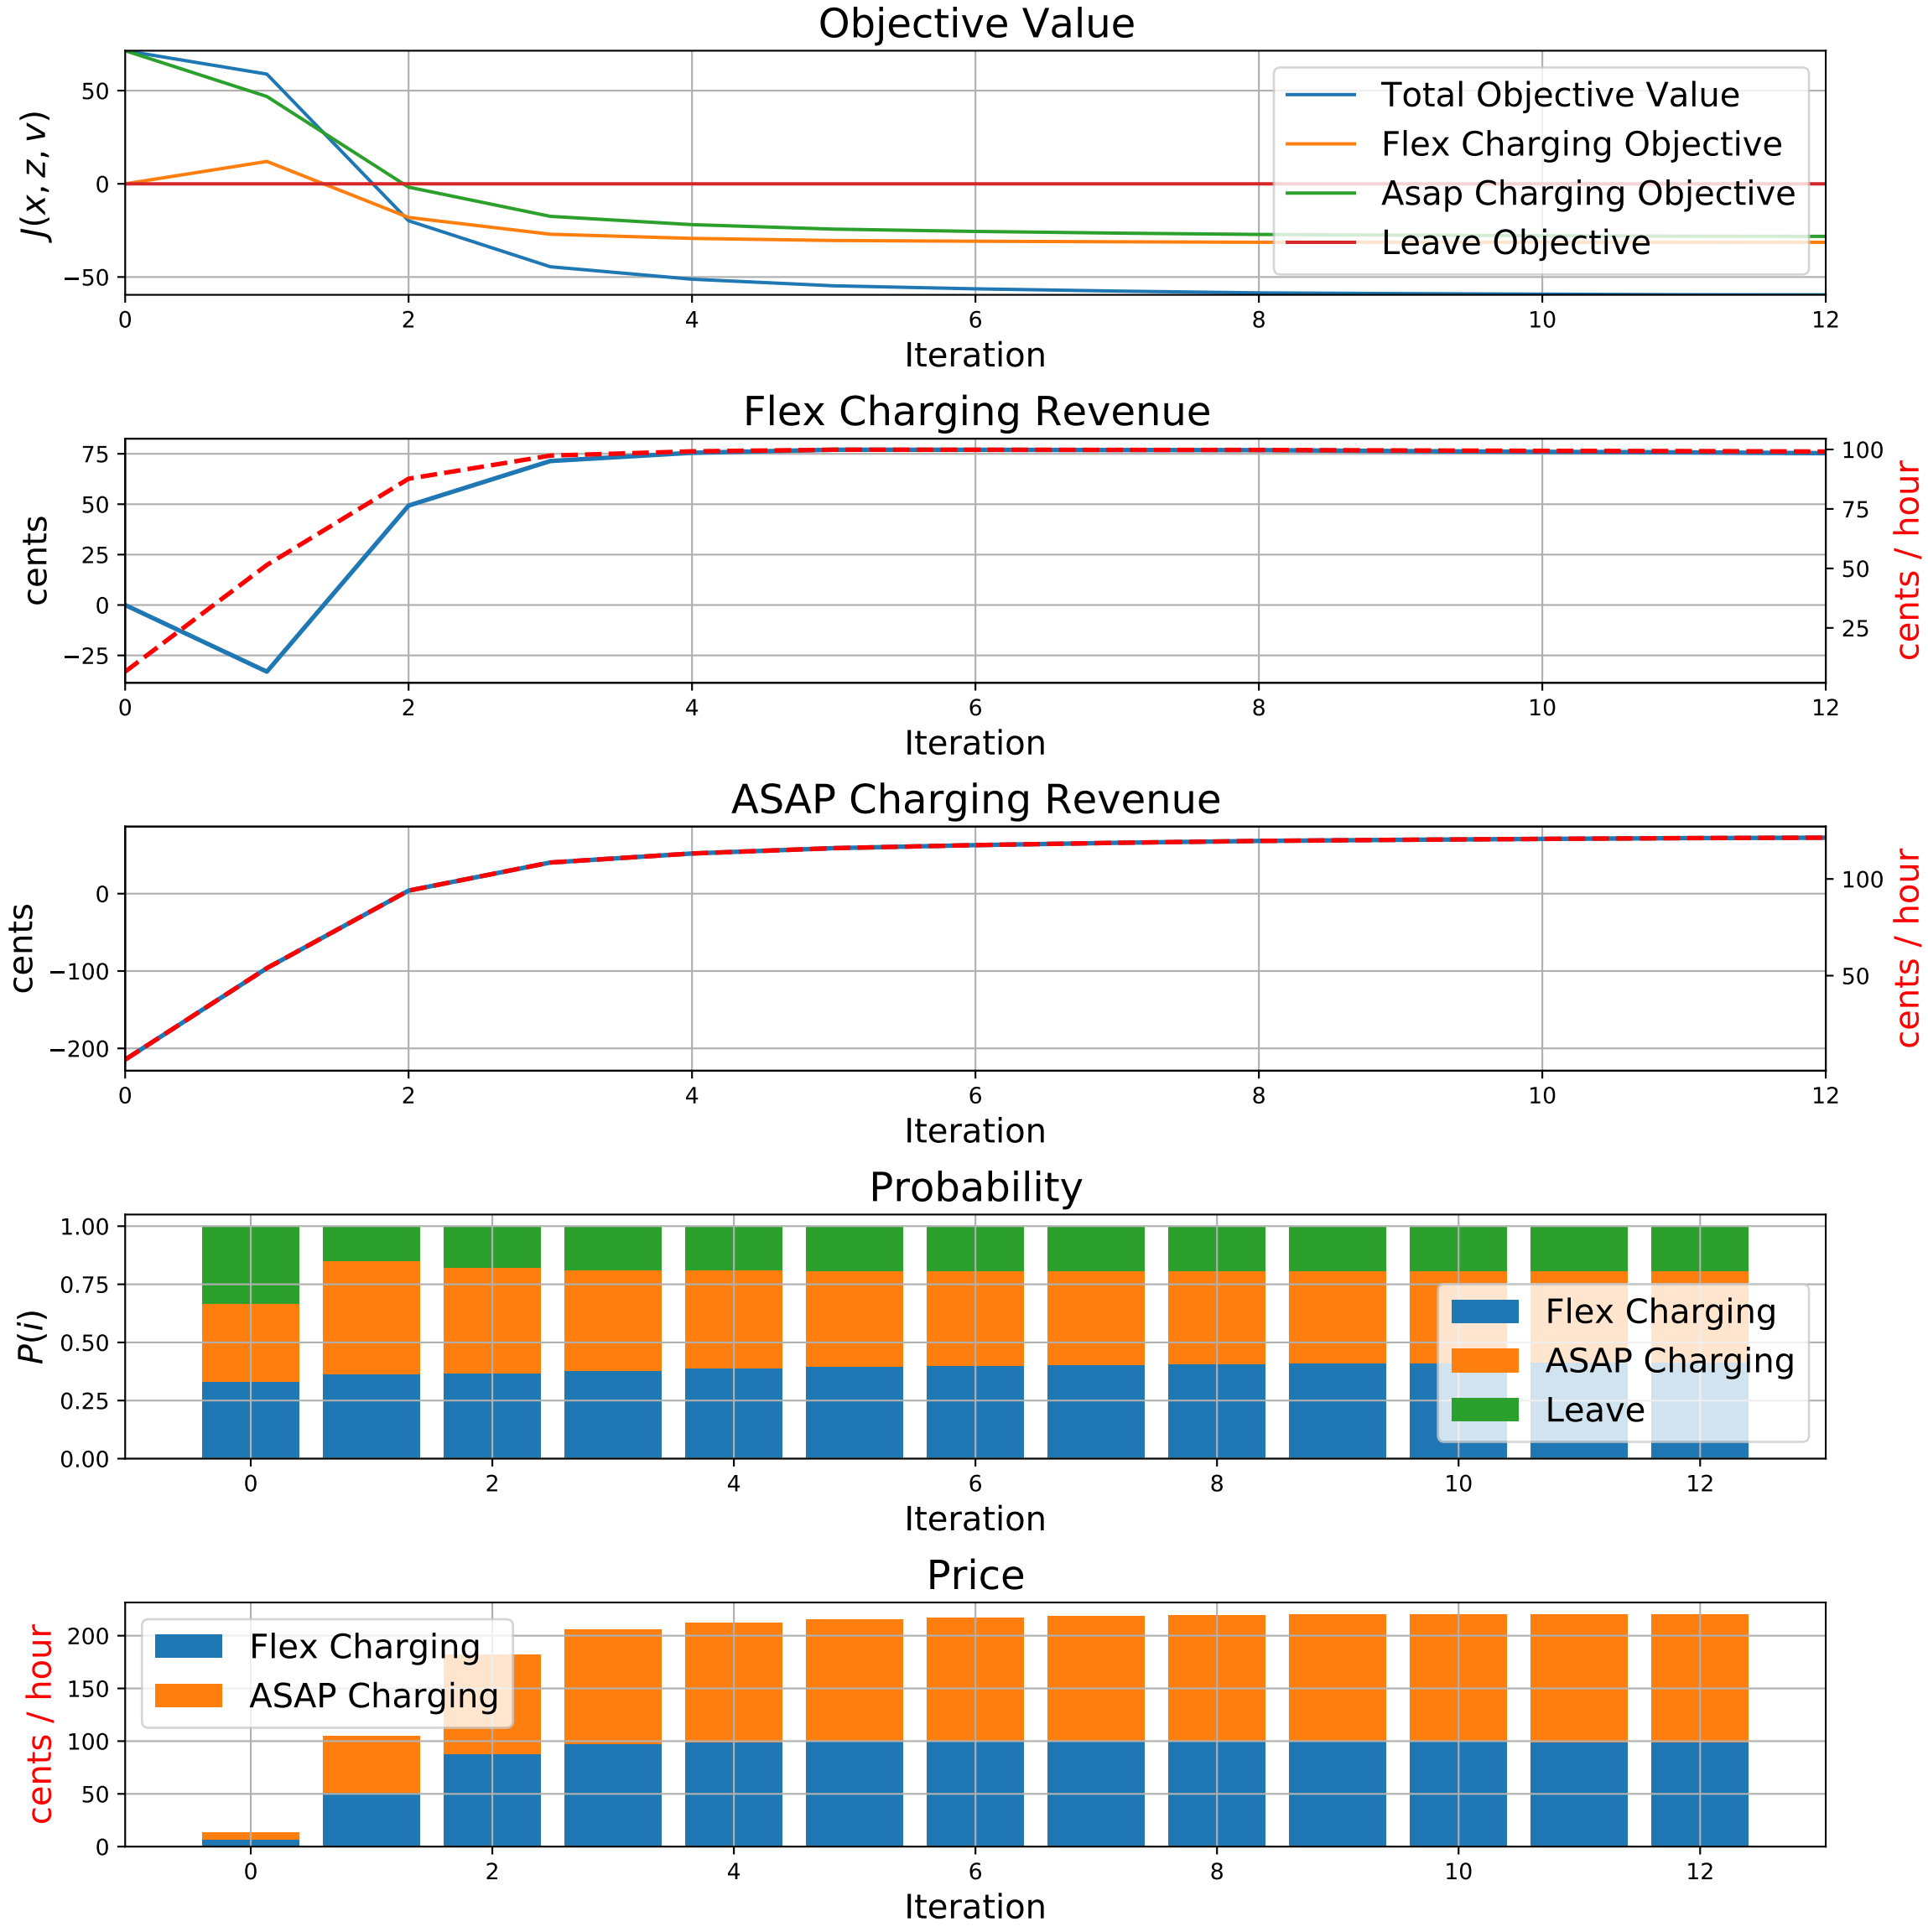 Objective Value
J(x, z, v)
50
0
−50
Total Objective Value
Flex Charging Objective
Asap Charging Objective
Leave Objective
0 2 4 6 8 10 12
Iteration
Flex Charging Revenue
cents
75
50
25
0
−25
100
75
50
25
cents / hour
0 2 4 6 8 10 12
Iteration
ASAP Charging Revenue
cents
0
−100
−200
100
50
cents / hour
0 2 4 6 8 10 12
Iteration
Probability
P(i)
1.00
0.75
0.50
0.25
0.00
Flex Charging
ASAP Charging
Leave
0 2 4 6 8 10 12
Iteration
Price
cents / hour
200
150
100
50
0
Flex Charging
ASAP Charging
0 2 4 6 8 10 12
Iteration